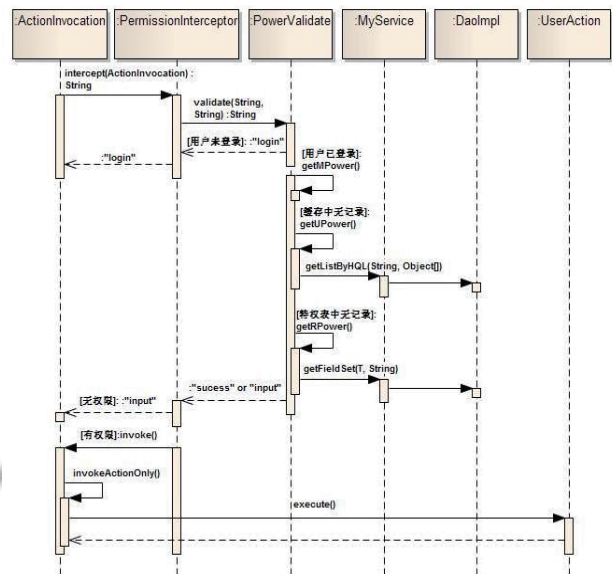 :ActionInvocation
:PermissionInterceptor
:PowerValidate
:MyService
:DaoImpl
:UserAction
intercept(ActionInvocation) :
String
validate(String,
String) :String
[用户未登录]: :"login"
:"login"
[用户已登录]:
getMPower()
[缓存中无记录]:
getUPower()
getListByHQL(String, Object[])
[特权表中无记录]:
getRPower()
getFieldSet(T, String)
:"sucess" or "input"
[无权限]: :"input"
[有权限]:invoke()
invokeActionOnly()
execute()